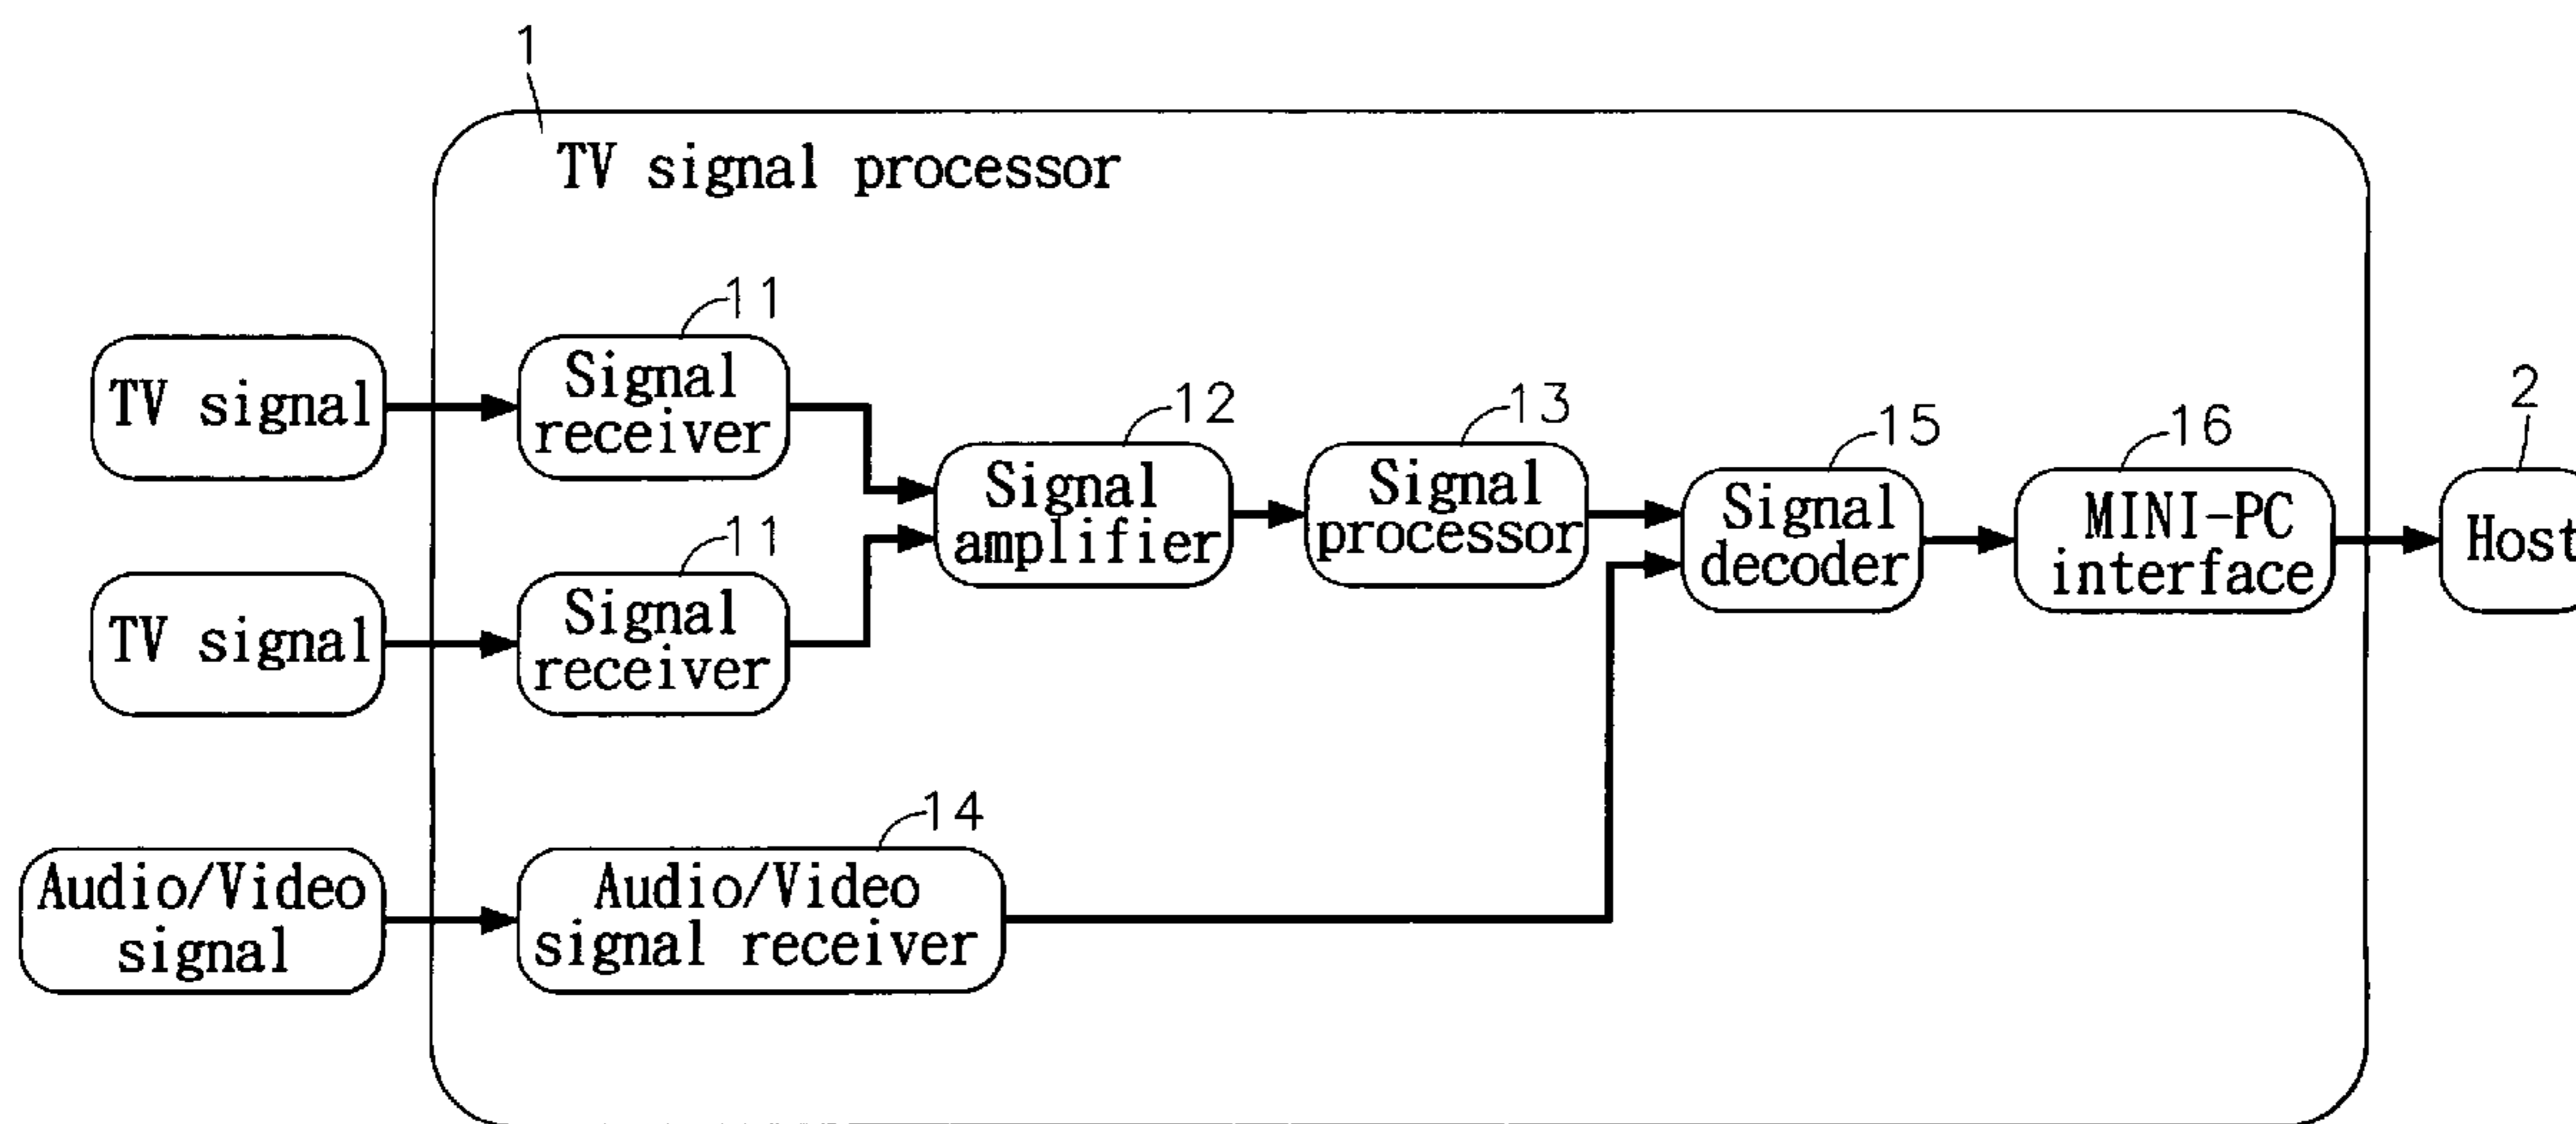 1
TV signal processor
11
TV signal
Signal
receiver
12
Signal
amplifier
13
Signal
processor
15
Signal
decoder
16
MINI-PC
interface
2
Host
11
TV signal
Signal
receiver
14
Audio/Video
signal
Audio/Video
signal receiver